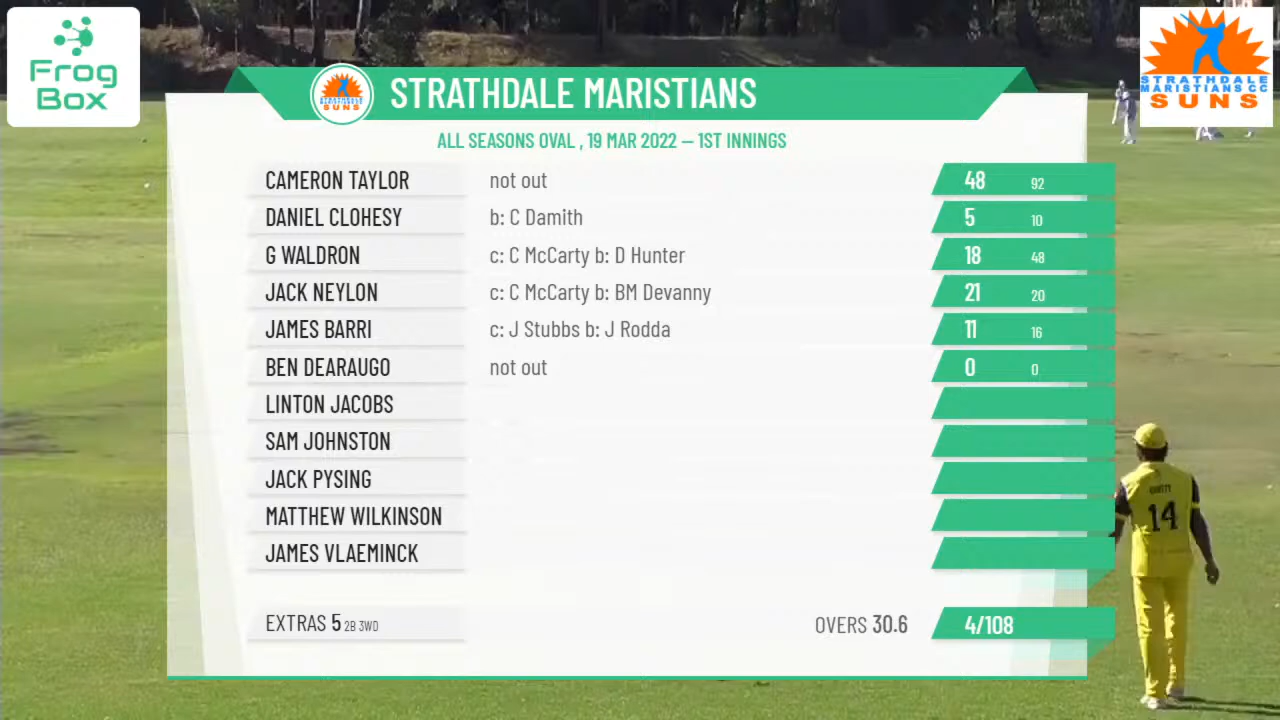 Frog
Box
STRATHDALE
MARISTIANS CC
SUNS
STRATHDALE MARISTIANS
SUNS
ALL SEASONS OVAL , 19 MAR 2022 – 1ST INNINGS
CAMERON TAYLOR not out 48 92
DANIEL CLOHESY b: C Damith 5 10
G WALDRON c: C McCarty b: D Hunter 18 48
JACK NEYLON c: C McCarty b: BM Devanny 21 20
JAMES BARRI c: J Stubbs b: J Rodda 11 16
BEN DEARAUGO not out 0 0
LINTON JACOBS
SAM JOHNSTON
JACK PYSING
MATTHEW WILKINSON
JAMES VLAEMINCK
14
EXTRAS 5 2B 3WD OVERS 30.6 4/108